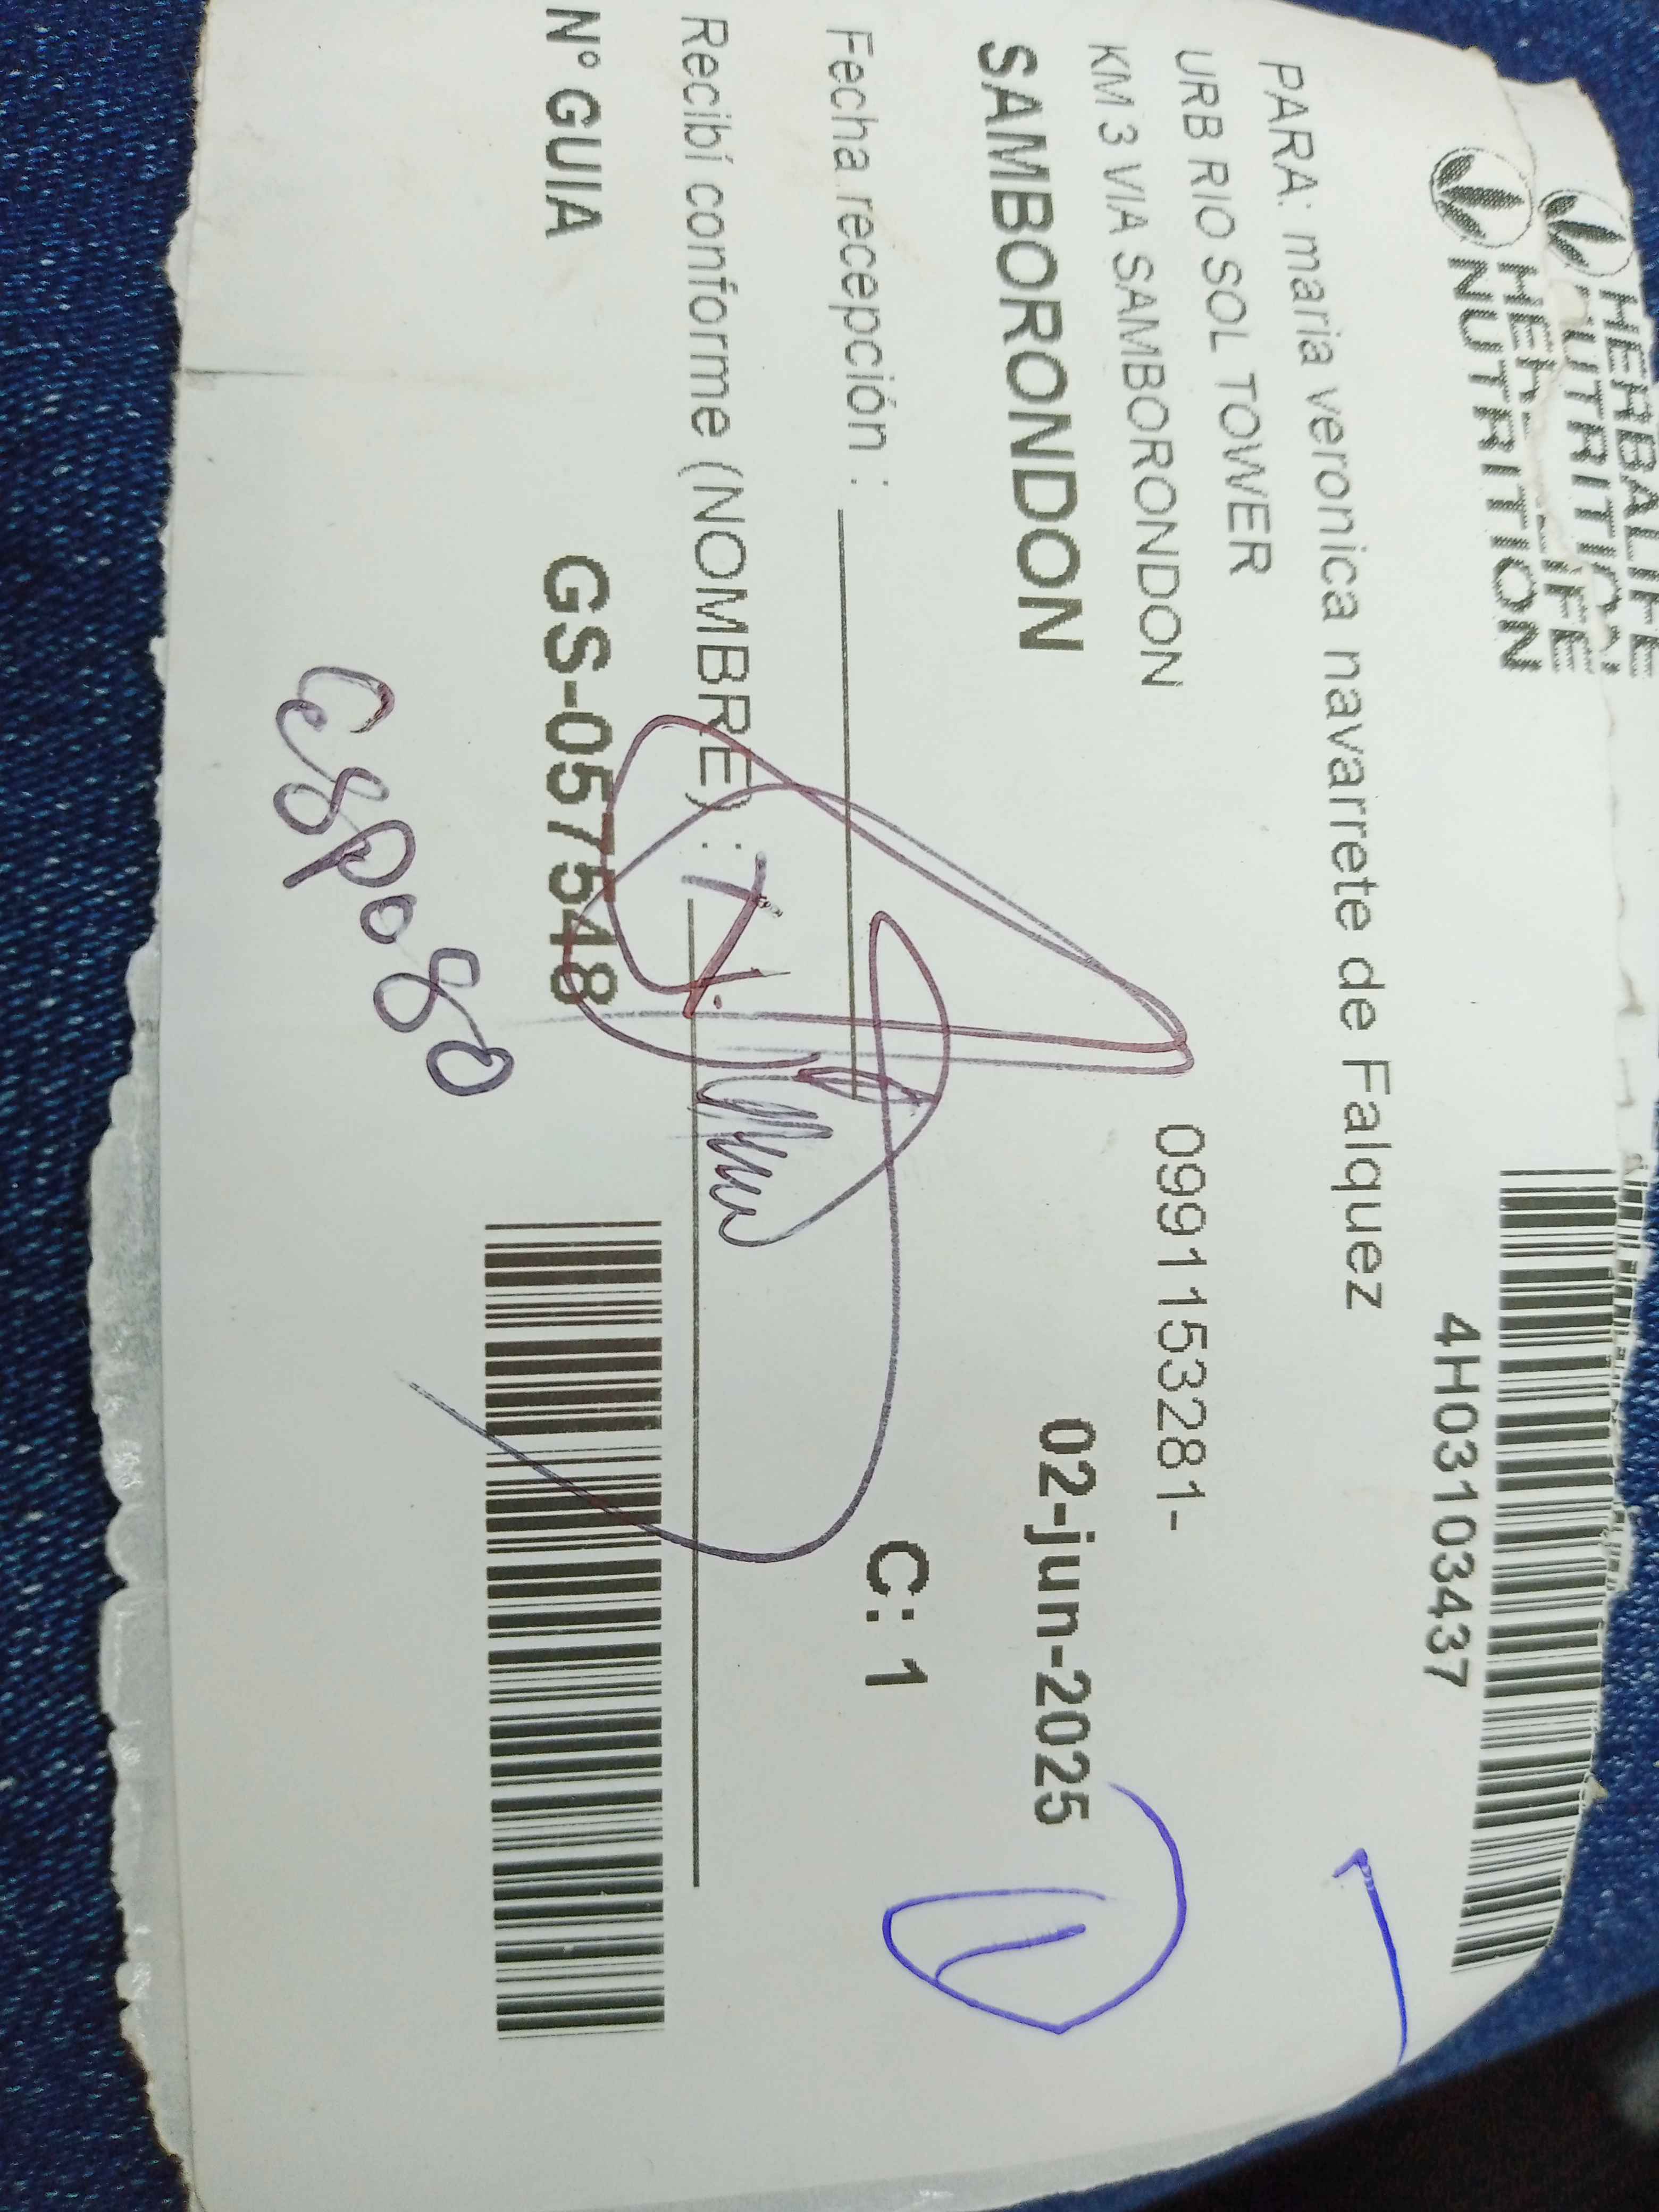 HERBALIFE
NUTRITION
HERBALIFE
NUTRITION
4H03103437
PARA: maria veronica navarrete de Falquez
URB RIO SOL TOWER
KM 3 VIA SAMBORONDON
0991153281-
SAMBORONDON
02-jun-2025
Fecha recepción :
C: 1
Recibí conforme (NOMBRE) :
Nº GUIA
GS-057548